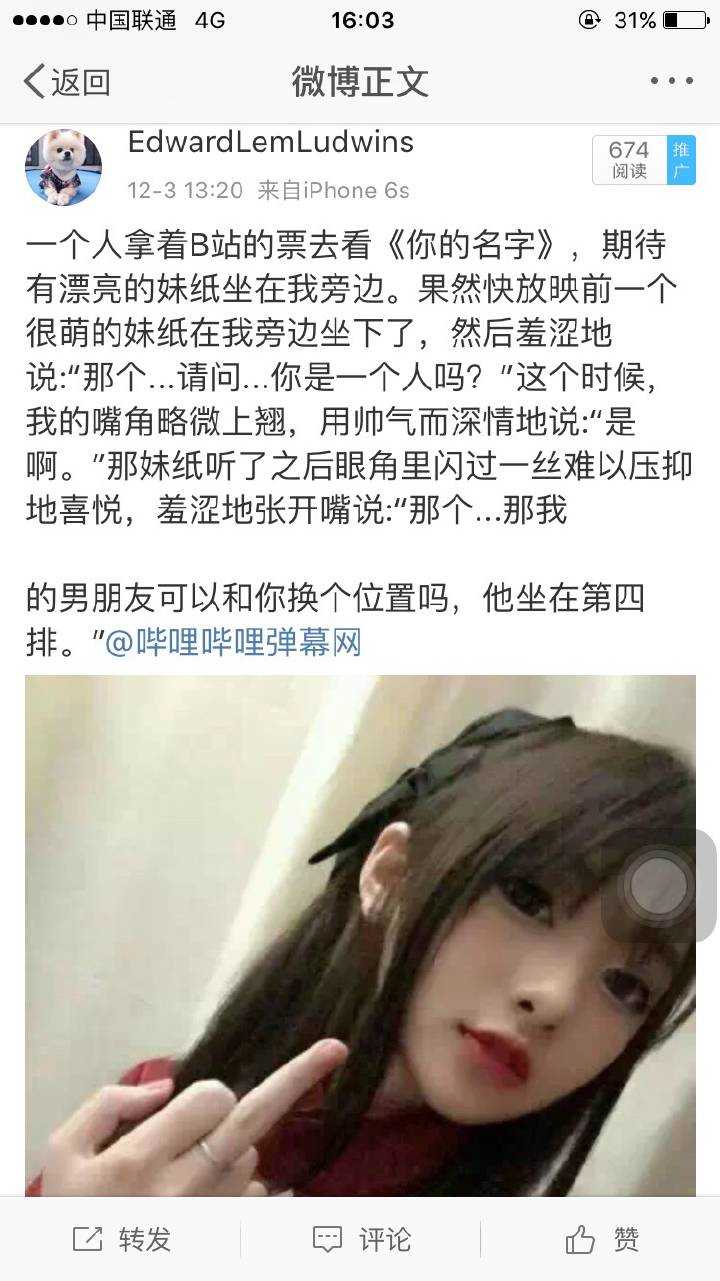 中国联通 4G 16:03 31%
返回 微博正文
EdwardLemLudwins
12-3 13:20 来自iPhone 6s
674
阅读
推
广
一个人拿着B站的票去看《你的名字》，期待
有漂亮的妹纸坐在我旁边。果然快放映前一个
很萌的妹纸在我旁边坐下了，然后羞涩地
说:“那个...请问...你是一个人吗？”这个时候，
我的嘴角略微上翘，用帅气而深情地说:“是
啊。”那妹纸听了之后眼角里闪过一丝难以压抑
地喜悦，羞涩地张开嘴说:“那个...那我
的男朋友可以和你换个位置吗，他坐在第四
排。”@哔哩哔哩弹幕网
转发 评论 赞